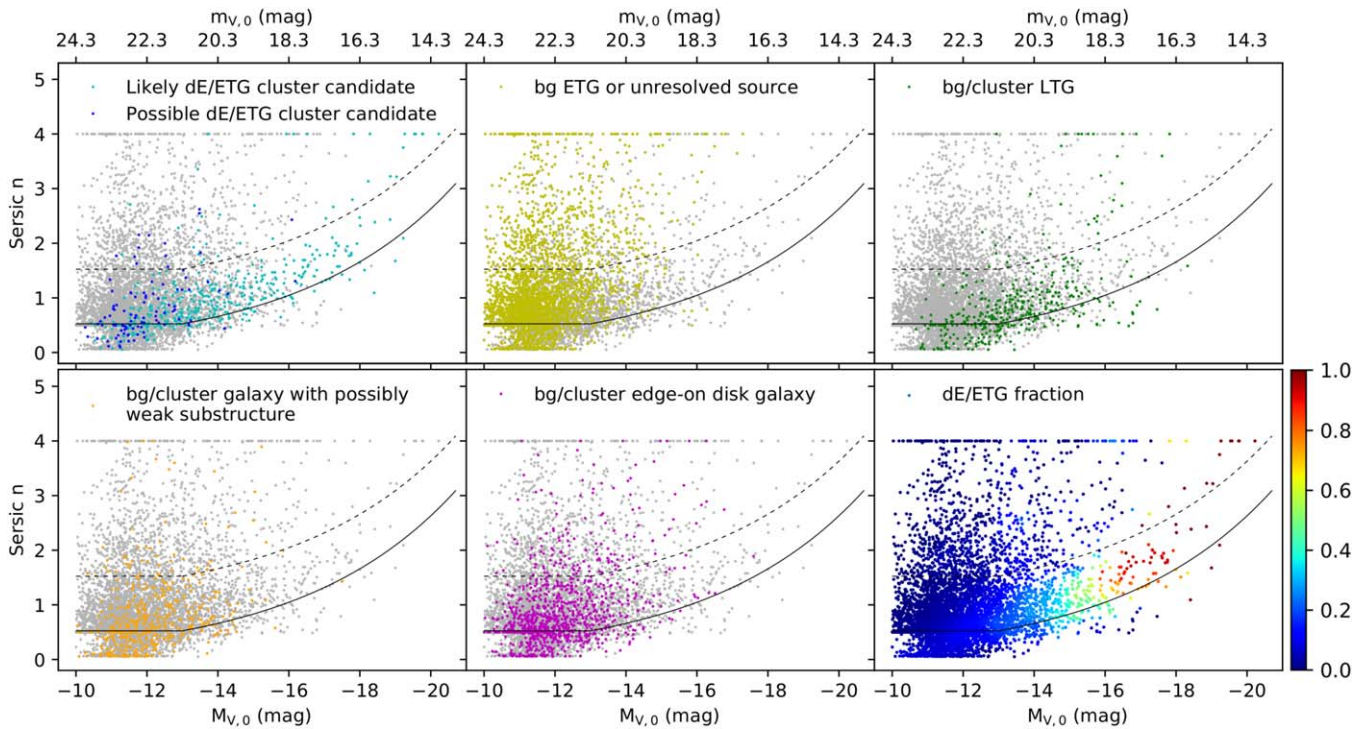 m_{V,0} (mag) m_{V,0} (mag) m_{V,0} (mag)
24.3 22.3 20.3 18.3 16.3 14.3 24.3 22.3 20.3 18.3 16.3 14.3 24.3 22.3 20.3 18.3 16.3 14.3
5 Likely dE/ETG cluster candidate bg ETG or unresolved source bg/cluster LTG
Possible dE/ETG cluster candidate
4
3
Sersic n
2
1
0
1.0
5 bg/cluster galaxy with possibly bg/cluster edge-on disk galaxy dE/ETG fraction
weak substructure
0.8
4
3
0.6
Sersic n
2
0.4
1
0.2
0
0.0
−10 −12 −14 −16 −18 −20 −10 −12 −14 −16 −18 −20 −10 −12 −14 −16 −18 −20
M_{V,0} (mag) M_{V,0} (mag) M_{V,0} (mag)